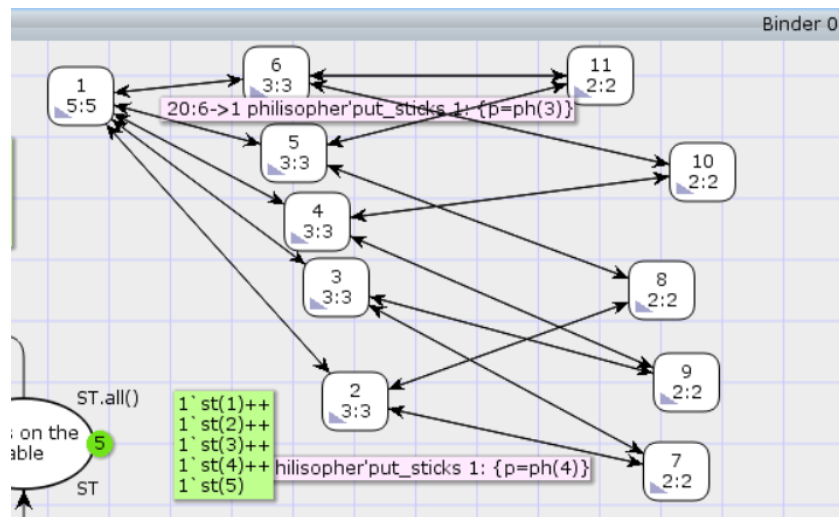 Binder 0
1
5:5
6
3:3
11
2:2
20:6->1 philisopher'put_sticks 1: {p=ph(3)}
5
3:3
10
2:2
4
3:3
3
3:3
8
2:2
9
2:2
2
3:3
ST.all()
1`st(1)++
1`st(2)++
1`st(3)++
1`st(4)++
1`st(5)
s on the
able
5
ST
hilisopher'put_sticks 1: {p=ph(4)}
7
2:2